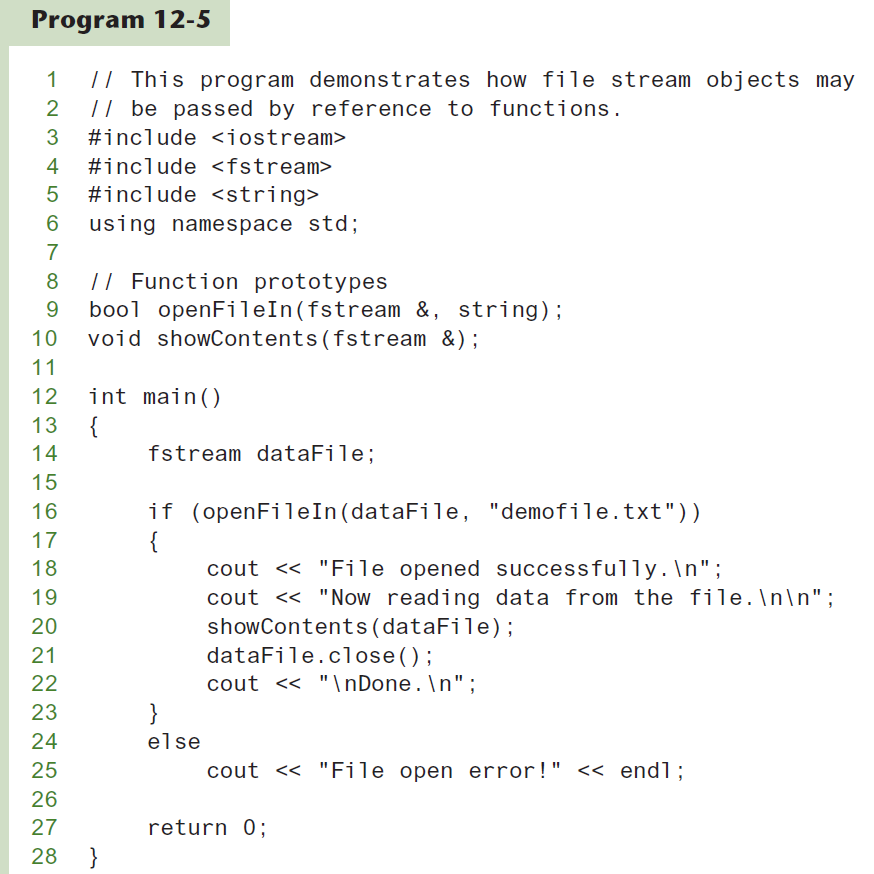 Program 12-5
1 // This program demonstrates how file stream objects may
2 // be passed by reference to functions.
3 #include <iostream>
4 #include <fstream>
5 #include <string>
6 using namespace std;
7
8 // Function prototypes
9 bool openFileIn(fstream &, string);
10 void showContents(fstream &);
11
12 int main()
13 {
14     fstream dataFile;
15
16     if (openFileIn(dataFile, "demofile.txt"))
17     {
18         cout << "File opened successfully.\n";
19         cout << "Now reading data from the file.\n\n";
20         showContents(dataFile);
21         dataFile.close();
22         cout << "\nDone.\n";
23     }
24     else
25         cout << "File open error!" << endl;
26
27     return 0;
28 }